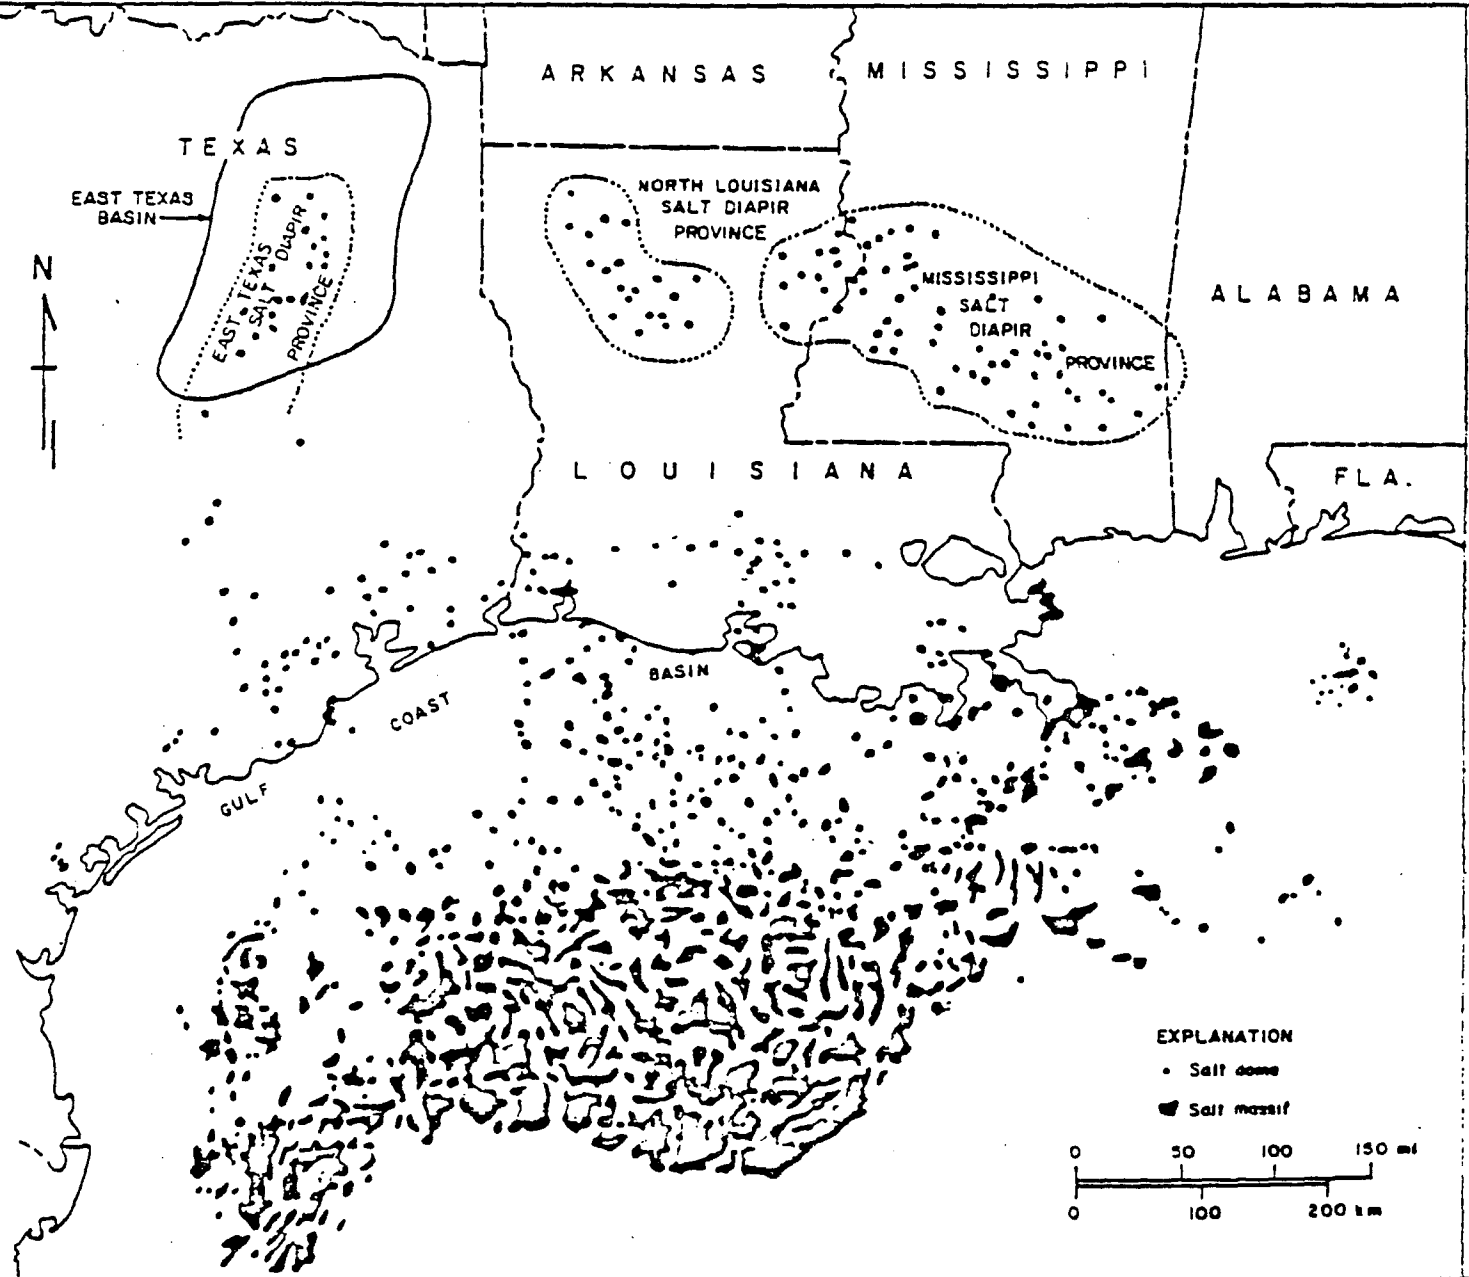 ARKANSAS
MISSISSIPPI
TEXAS
EAST TEXAS
BASIN
NORTH LOUISIANA
SALT DIAPIR
PROVINCE
EAST TEXAS
SALT DIAPIR
PROVINCE
N
MISSISSIPPI
SALT
DIAPIR
PROVINCE
ALABAMA
LOUISIANA
FLA.
GULF COAST BASIN
EXPLANATION
Salt dome
Salt massif
0 50 100 150 mi
0 100 200 km